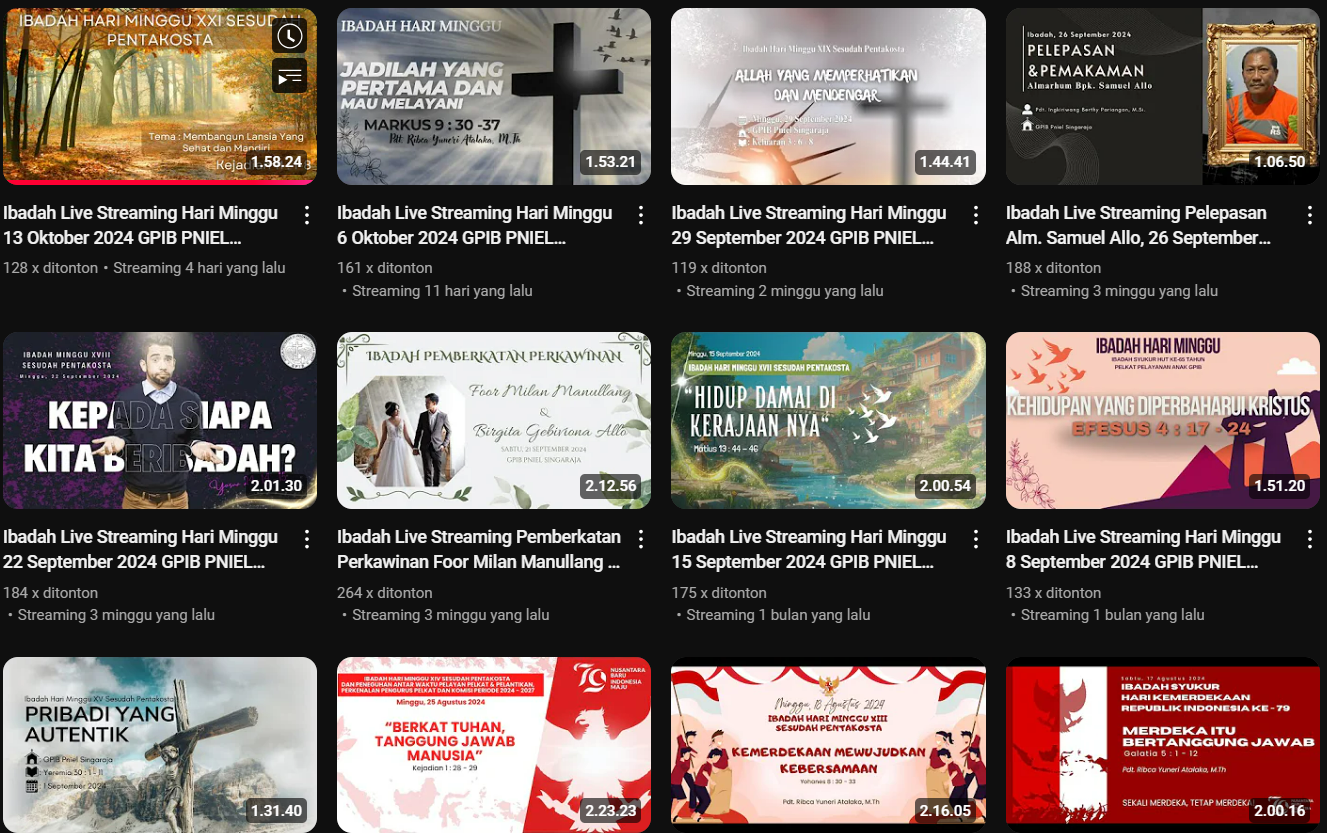 IBADAH HARI MINGGU XXI SESUDAH
PENTAKOSTA
Tema : Membangun Lansia Yang
Sehat dan Mandiri
1.58.24
Ibadah Live Streaming Hari Minggu
13 Oktober 2024 GPIB PNIEL...
128 x ditonton • Streaming 4 hari yang lalu
IBADAH HARI MINGGU
JADILAH YANG
PERTAMA DAN
MAU MELAYANI
MARKUS 9 : 30 -37
Pdt. Ribca Yuneri Atalaka, M.Th
1.53.21
Ibadah Live Streaming Hari Minggu
6 Oktober 2024 GPIB PNIEL...
161 x ditonton
• Streaming 11 hari yang lalu
Ibadah Hari Minggu XIX Sesudah Pentakosta
ALLAH YANG MEMPERHATIKAN
DAN MENDENGAR
Minggu, 29 September 2024
GPIB Pniel Singaraja
Keluaran 3 : 6 - 8
1.44.41
Ibadah Live Streaming Hari Minggu
29 September 2024 GPIB PNIEL...
119 x ditonton
• Streaming 2 minggu yang lalu
Ibadah, 26 September 2024
PELEPASAN
&PEMAKAMAN
Almarhum Bpk. Samuel Allo
GPIB Pniel Singaraja
1.06.50
Ibadah Live Streaming Pelepasan
Alm. Samuel Allo, 26 September...
188 x ditonton
• Streaming 3 minggu yang lalu
IBADAH MINGGU XVIII
SESUDAH PENTAKOSTA
Minggu, 22 September 2024
KEPADA SIAPA
KITA BERIBADAH?
2.01.30
Ibadah Live Streaming Hari Minggu
22 September 2024 GPIB PNIEL...
184 x ditonton
• Streaming 3 minggu yang lalu
IBADAH PEMBERKATAN PERKAWINAN
Foor Milan Manullang
&
Birgita Gebiviona Allo
SABTU, 21 SEPTEMBER 2024
GPIB PNIEL SINGARAJA
2.12.56
Ibadah Live Streaming Pemberkatan
Perkawinan Foor Milan Manullang ...
264 x ditonton
• Streaming 3 minggu yang lalu
Minggu, 15 September 2024
IBADAH HARI MINGGU XVII SESUDAH PENTAKOSTA
"HIDUP DAMAI DI
KERAJAAN NYA"
Matius 13 : 44 - 46
2.00.54
Ibadah Live Streaming Hari Minggu
15 September 2024 GPIB PNIEL...
175 x ditonton
• Streaming 1 bulan yang lalu
IBADAH HARI MINGGU
IBADAH SYUKUR HUT KE-65 TAHUN
PELKAT PELAYANAN ANAK GPIB
KEHIDUPAN YANG DIPERBAHARUI KRISTUS
EFESUS 4 : 17 - 24
1.51.20
Ibadah Live Streaming Hari Minggu
8 September 2024 GPIB PNIEL...
133 x ditonton
• Streaming 1 bulan yang lalu
Ibadah Hari Minggu XV Sesudah Pentakosta
PRIBADI YANG
AUTENTIK
: GPIB Pniel Singaraja
: Yeremia 30 : 1 - 11
: 1 September 2024
1.31.40
IBADAH HARI MINGGU XIV SESUDAH PENTAKOSTA
DAN PENEGUHAN ANTAR WAKTU PELAYAN PELKAT & PELANTIKAN,
PERKENALAN PENGURUS PELKAT DAN KOMISI PERIODE 2024 - 2027
Minggu, 25 Agustus 2024
79 NUSANTARA
BARU
INDONESIA
MAJU
"BERKAT TUHAN,
TANGGUNG JAWAB
MANUSIA"
Kejadian 1 : 28 - 29
2.23.23
Minggu, 18 Agustus 2024
IBADAH HARI MINGGU XIII
SESUDAH PENTAKOSTA
KEMERDEKAAN MEWUJUDKAN
KEBERSAMAAN
Yohanes 8 : 30 - 33
Pdt. Ribca Yuneri Atalaka, M.Th
2.16.05
Sabtu, 17 Agustus 2024
IBADAH SYUKUR
HARI KEMERDEKAAN
REPUBLIK INDONESIA KE - 79
MERDEKA ITU
BERTANGGUNG JAWAB
Galatia 5 : 1 - 12
Pdt. Ribca Yuneri Atalaka, M.Th
SEKALI MERDEKA, TETAP MERDEKA
2.00.16